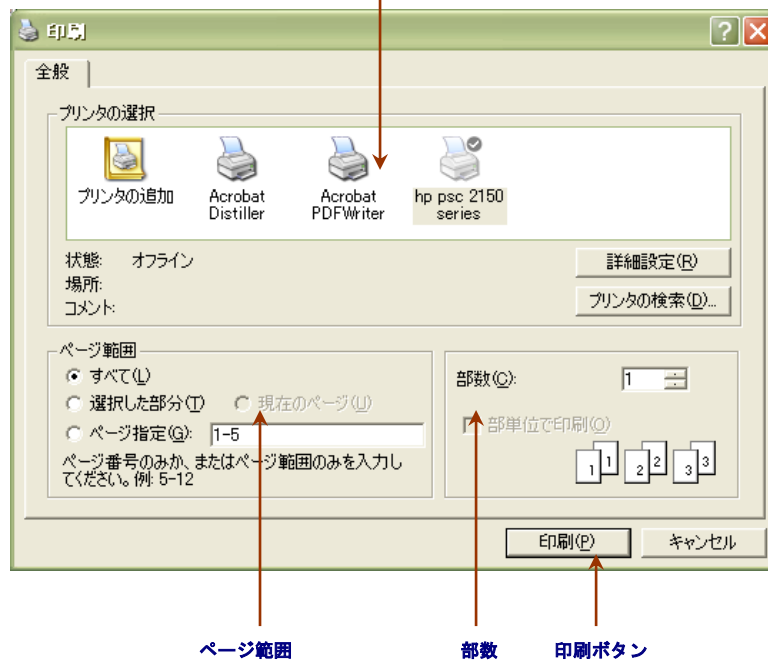 印刷
全般
プリンタの選択
プリンタの追加
Acrobat
Distiller
Acrobat
PDFWriter
hp psc 2150
series
状態: オフライン
場所:
コメント:
詳細設定(R)
プリンタの検索(D)...
ページ範囲
すべて(L)
選択した部分(T) 現在のページ(U)
ページ指定(G): 1-5
ページ番号のみか、またはページ範囲のみを入力し
てください。例: 5-12
部数(C): 1
部単位で印刷(O)
1 1 2 2 3 3
印刷(P) キャンセル
ページ範囲 部数 印刷ボタン